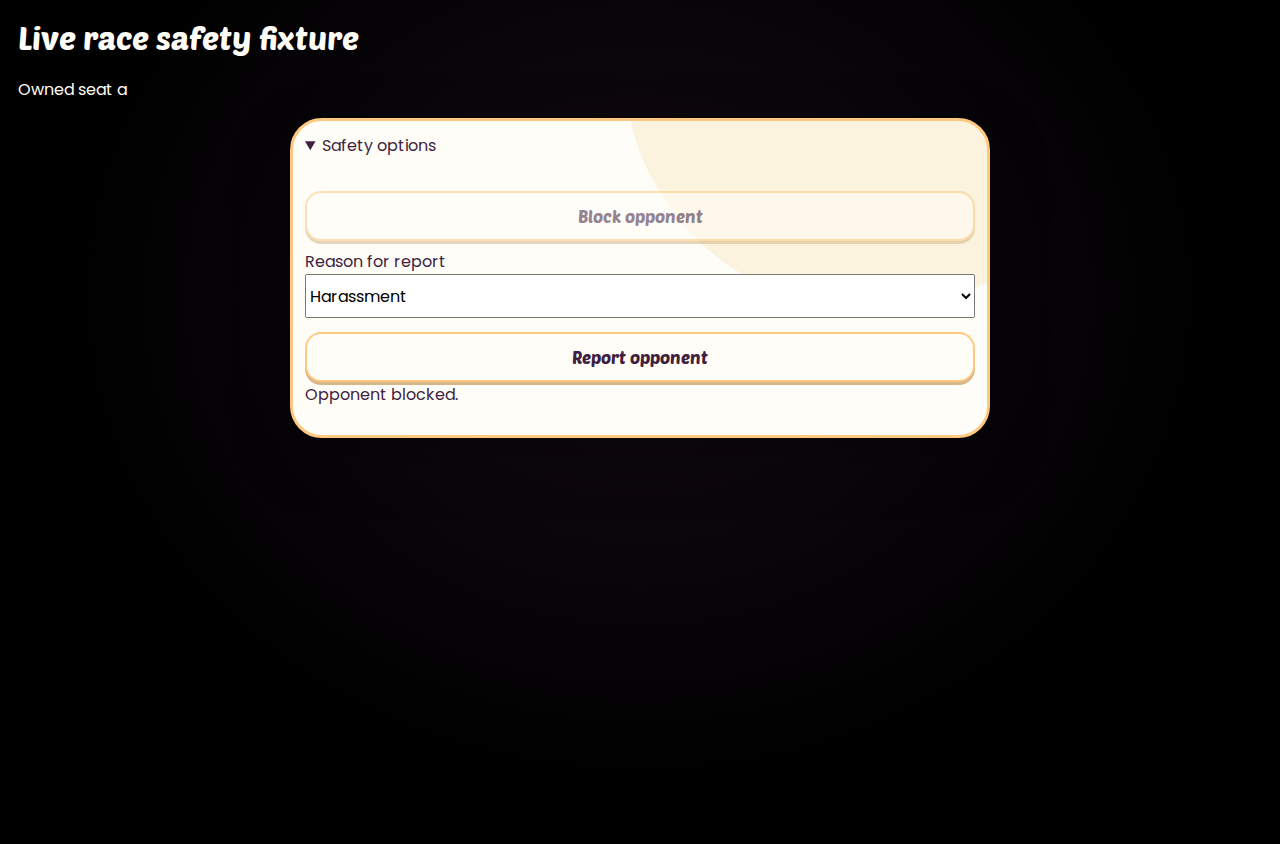 Live race safety fixture
Owned seat a
▼ Safety options
Block opponent
Reason for report
Harassment
Report opponent
Opponent blocked.